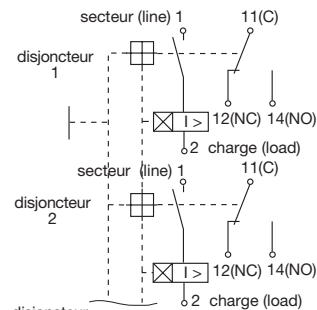 secteur (line) 1 11(C)
disjoncteur
1
I >
12(NC) 14(NO)
2 charge (load)
secteur (line) 1 11(C)
disjoncteur
2
I >
12(NC) 14(NO)
2 charge (load)
disjoncteur